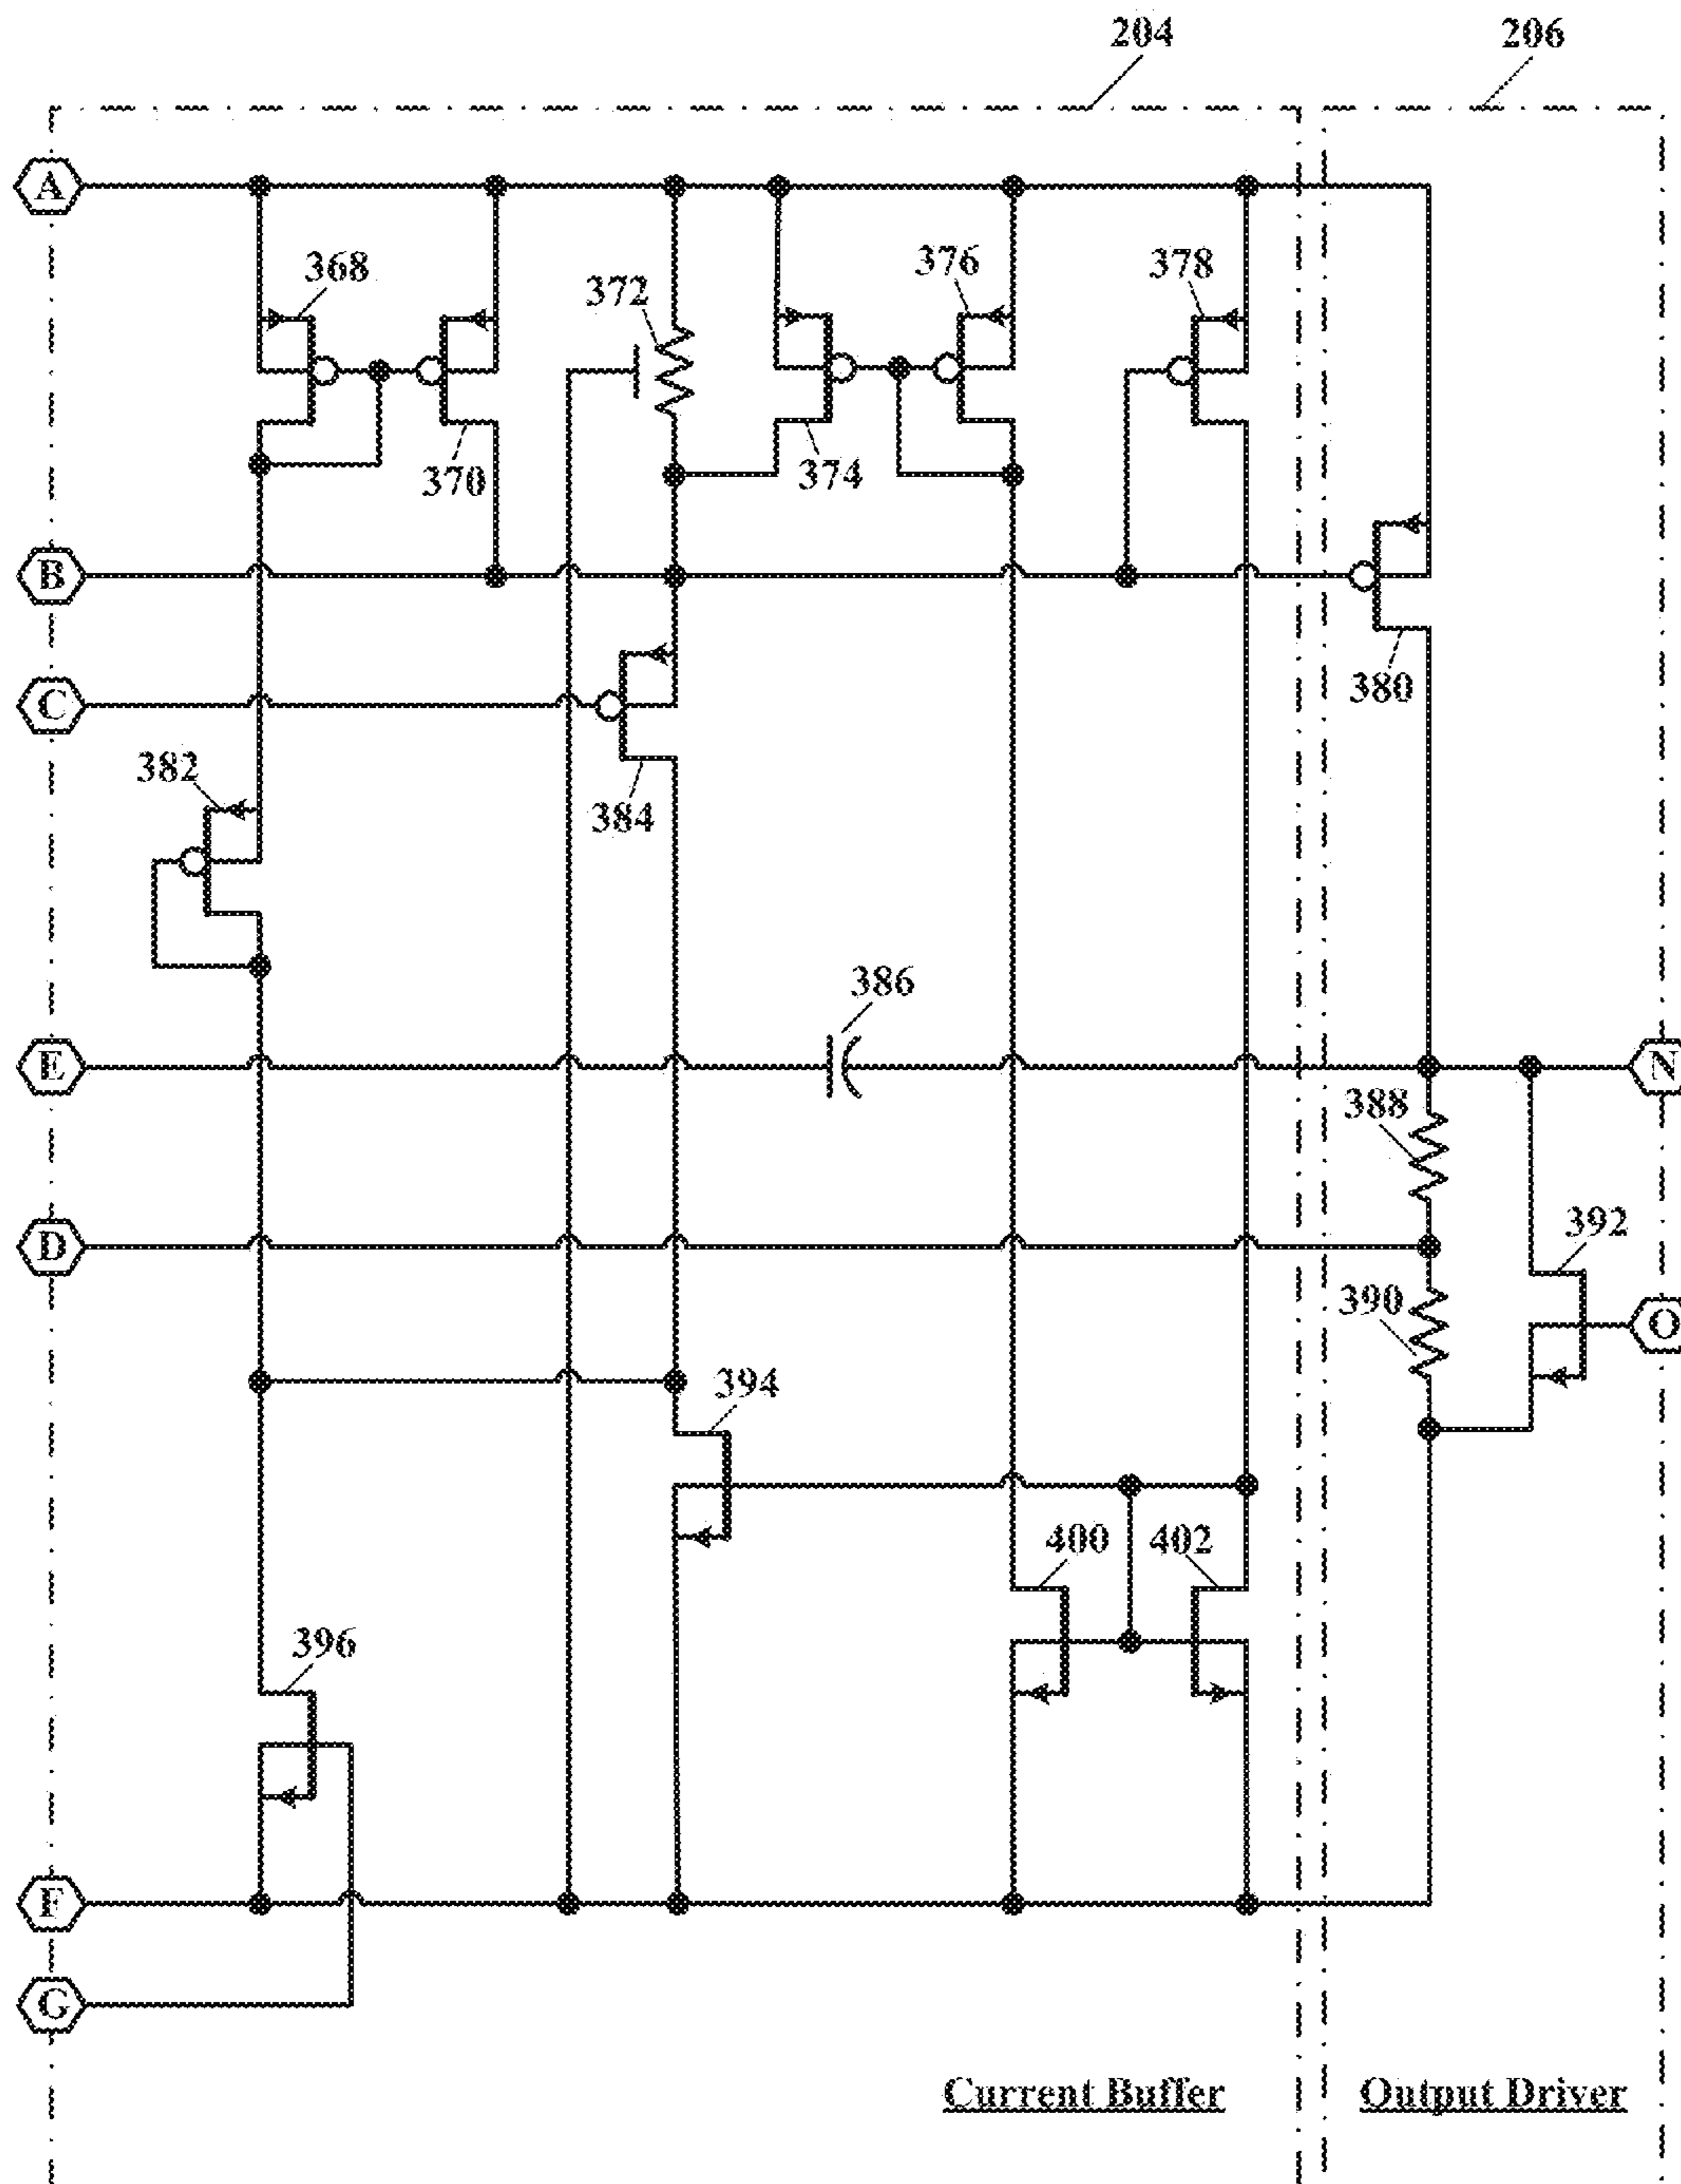 204 206
A
368 376 378
372
370 374
B
C
380
382
384
386
E N
388
D
392
390
O
394
400 402
396
F
G
Current Buffer Output Driver